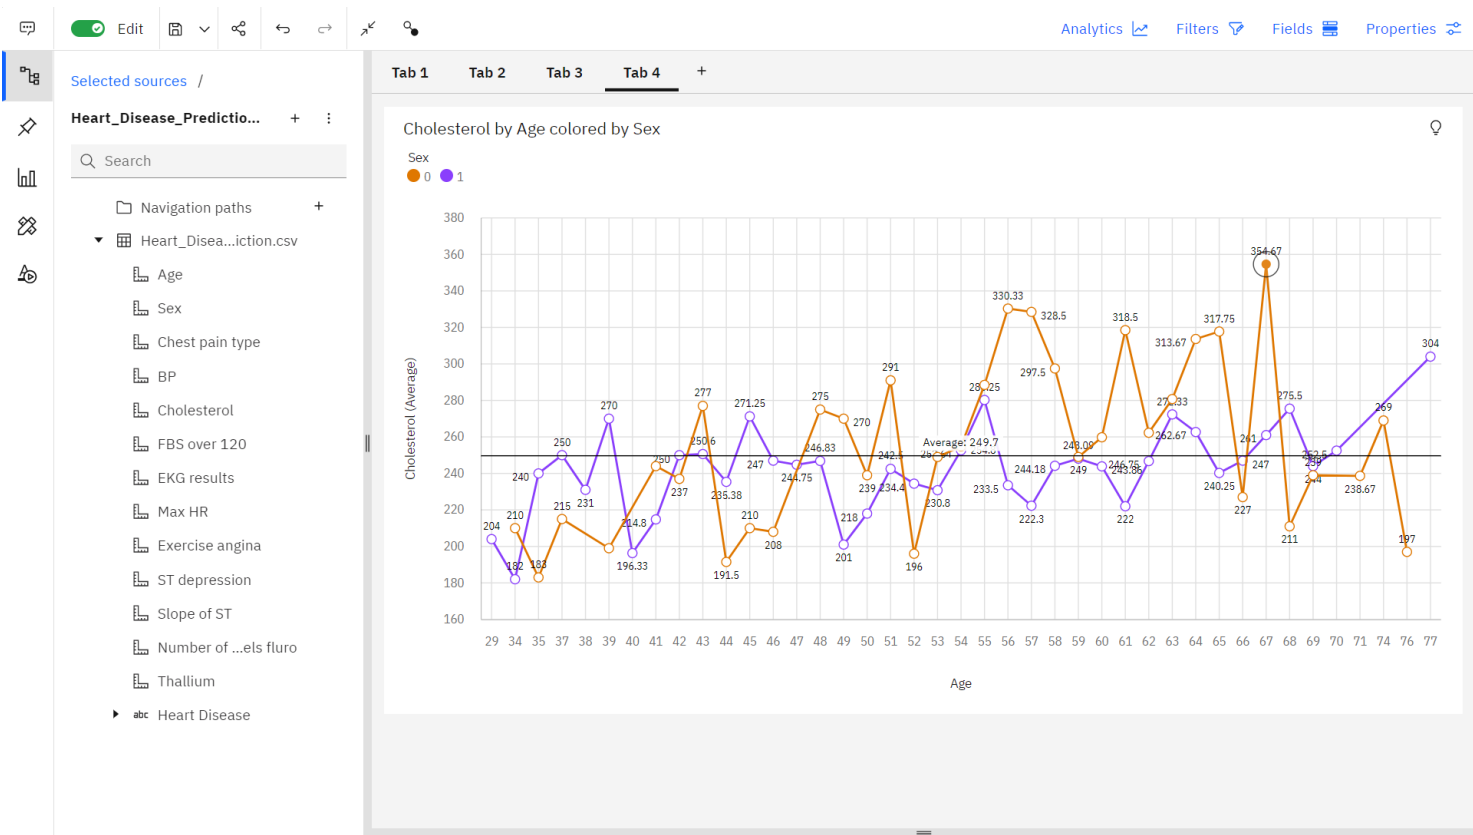 Edit
Analytics
Filters
Fields
Properties
Selected sources /
Tab 1
Tab 2
Tab 3
Tab 4
+
Heart_Disease_Predictio...
Search
Navigation paths
Heart_Disea...iction.csv
Age
Sex
Chest pain type
BP
Cholesterol
FBS over 120
EKG results
Max HR
Exercise angina
ST depression
Slope of ST
Number of ...els fluro
Thallium
abc Heart Disease
Cholesterol by Age colored by Sex
Sex
0 1
Cholesterol (Average)
380
360
340
320
300
280
260
240
220
200
180
160
354.67
330.33
328.5
318.5
317.75
313.67
304
297.5
291
277
275
275.5
270
271.25
270
269
250
250.6
246.83
242.5
Average: 249.7
248.09
262.67
261
240
231
237
247
244.75
235.38
239
234.4
230.8
233.5
244.18
249
240.25
247
227
238.67
204
210
215
214.8
210
208
218
201
222.3
222
211
197
182
183
196.33
191.5
196
29 34 35 37 38 39 40 41 42 43 44 45 46 47 48 49 50 51 52 53 54 55 56 57 58 59 60 61 62 63 64 65 66 67 68 69 70 71 74 76 77
Age